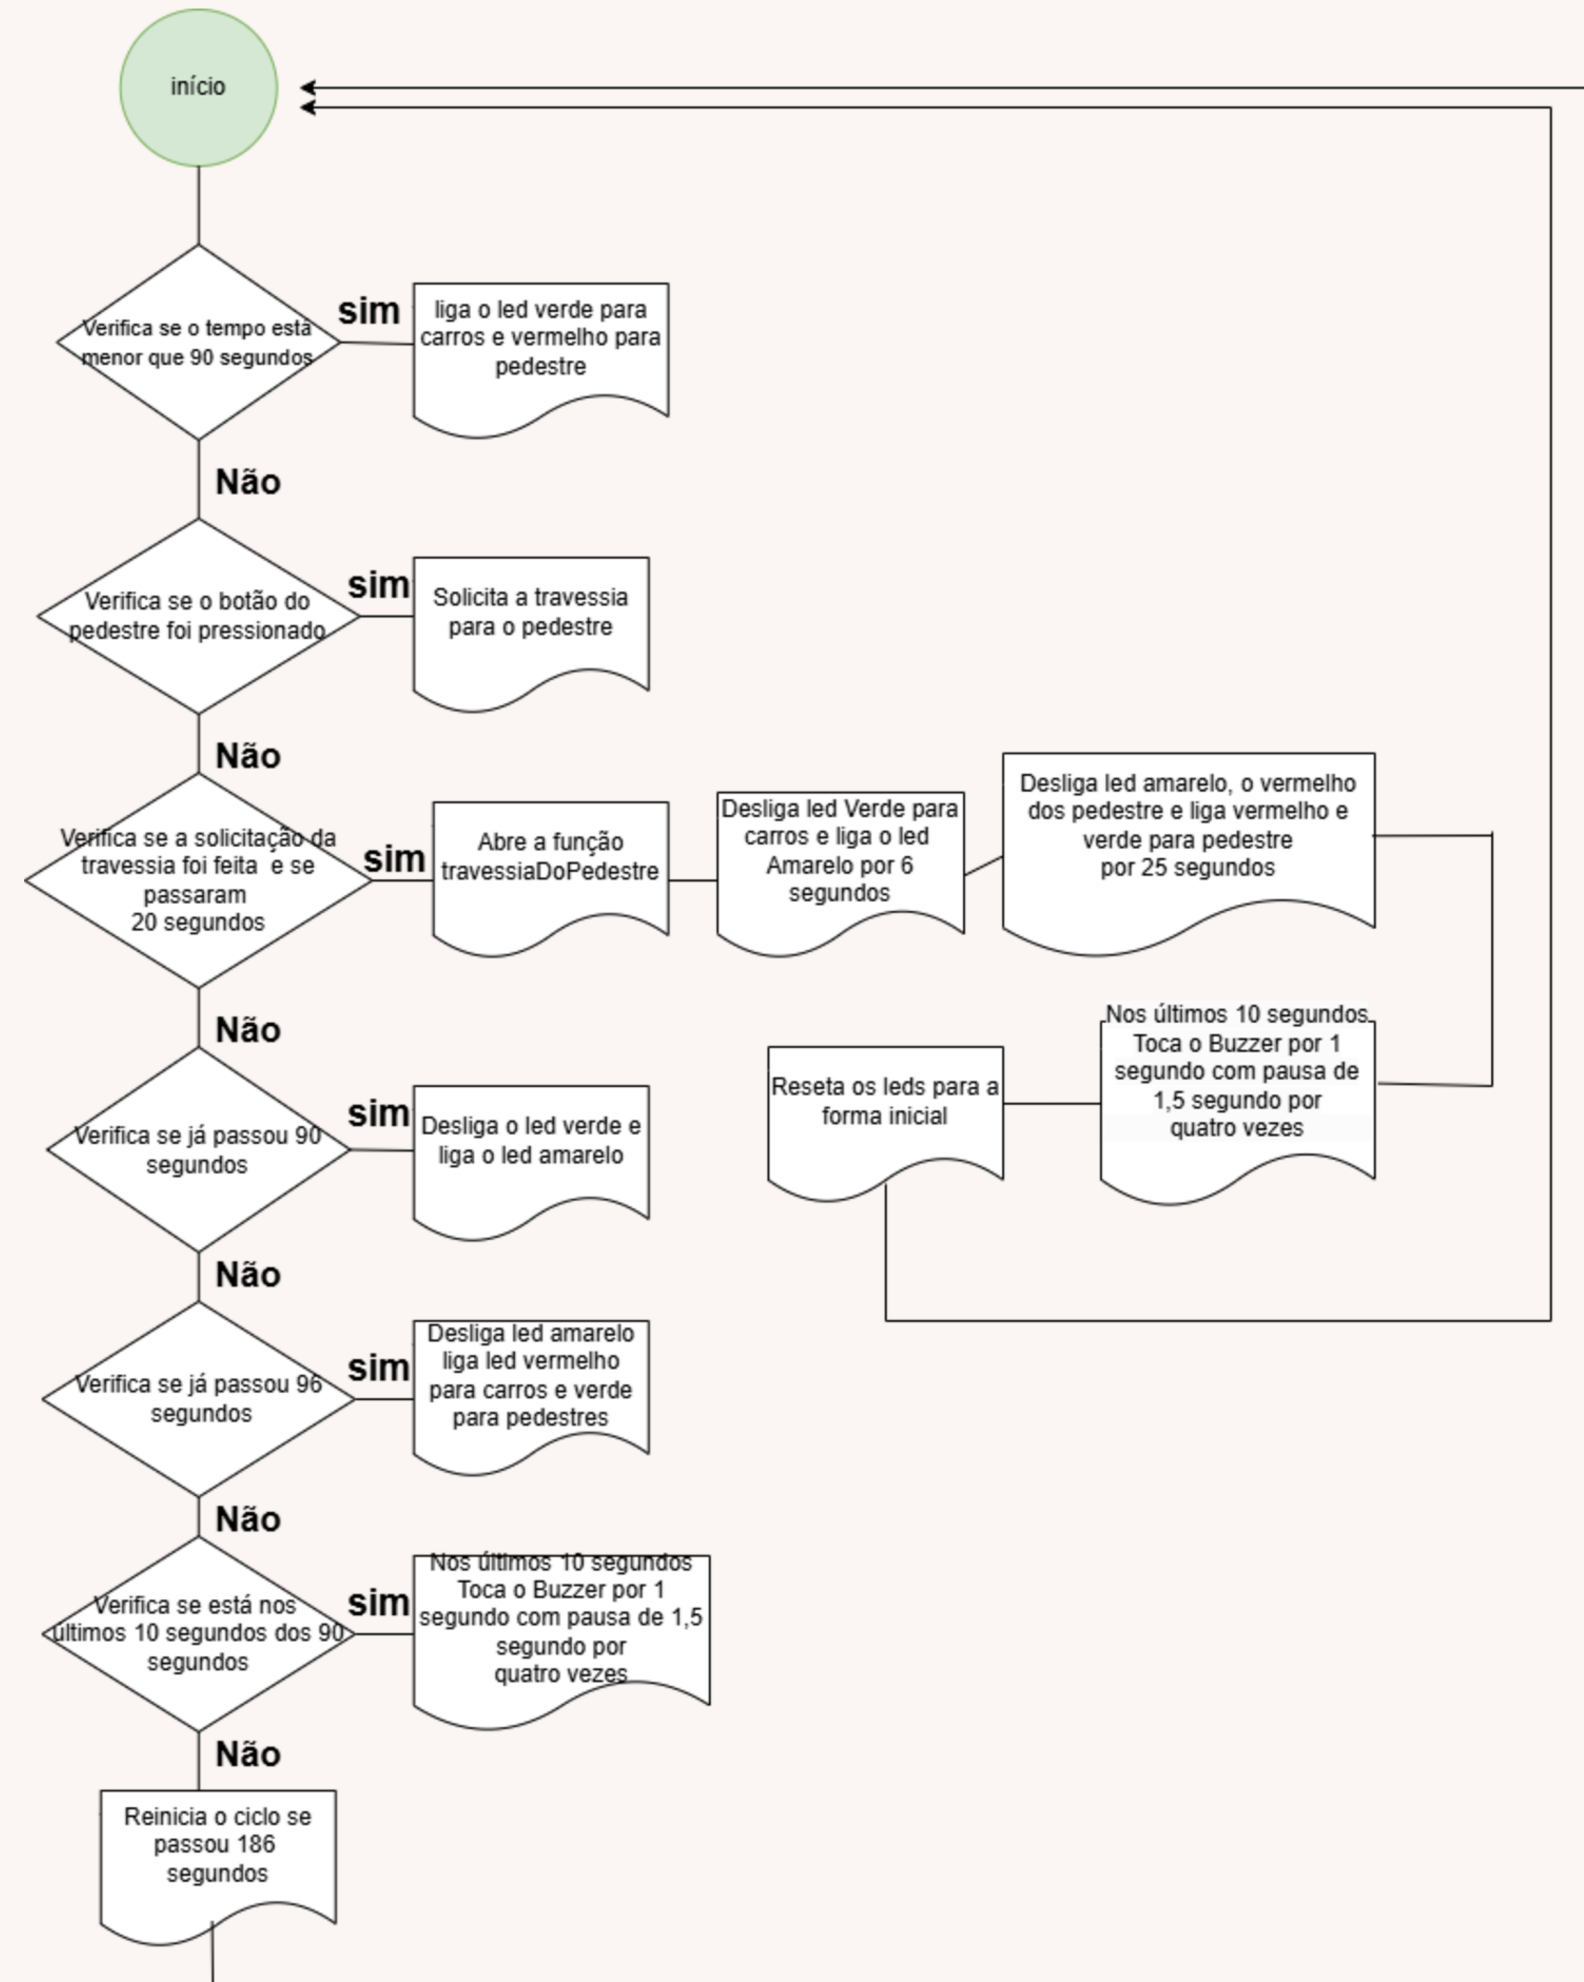 início
Verifica se o tempo está
menor que 90 segundos
sim
liga o led verde para
carros e vermelho para
pedestre
Não
Verifica se o botão do
pedestre foi pressionado
sim
Solicita a travessia
para o pedestre
Não
Verifica se a solicitação da
travessia foi feita e se
passaram
20 segundos
sim
Abre a função
travessiaDoPedestre
Desliga led Verde para
carros e liga o led
Amarelo por 6
segundos
Desliga led amarelo, o vermelho
dos pedestre e liga vermelho e
verde para pedestre
por 25 segundos
Nos últimos 10 segundos
Toca o Buzzer por 1
segundo com pausa de
1,5 segundo por
quatro vezes
Reseta os leds para a
forma inicial
Não
Verifica se já passou 90
segundos
sim
Desliga o led verde e
liga o led amarelo
Não
Verifica se já passou 96
segundos
sim
Desliga led amarelo
liga led vermelho
para carros e verde
para pedestres
Não
Verifica se está nos
últimos 10 segundos dos 90
segundos
sim
Nos últimos 10 segundos
Toca o Buzzer por 1
segundo com pausa de 1,5
segundo por
quatro vezes
Não
Reinicia o ciclo se
passou 186
segundos